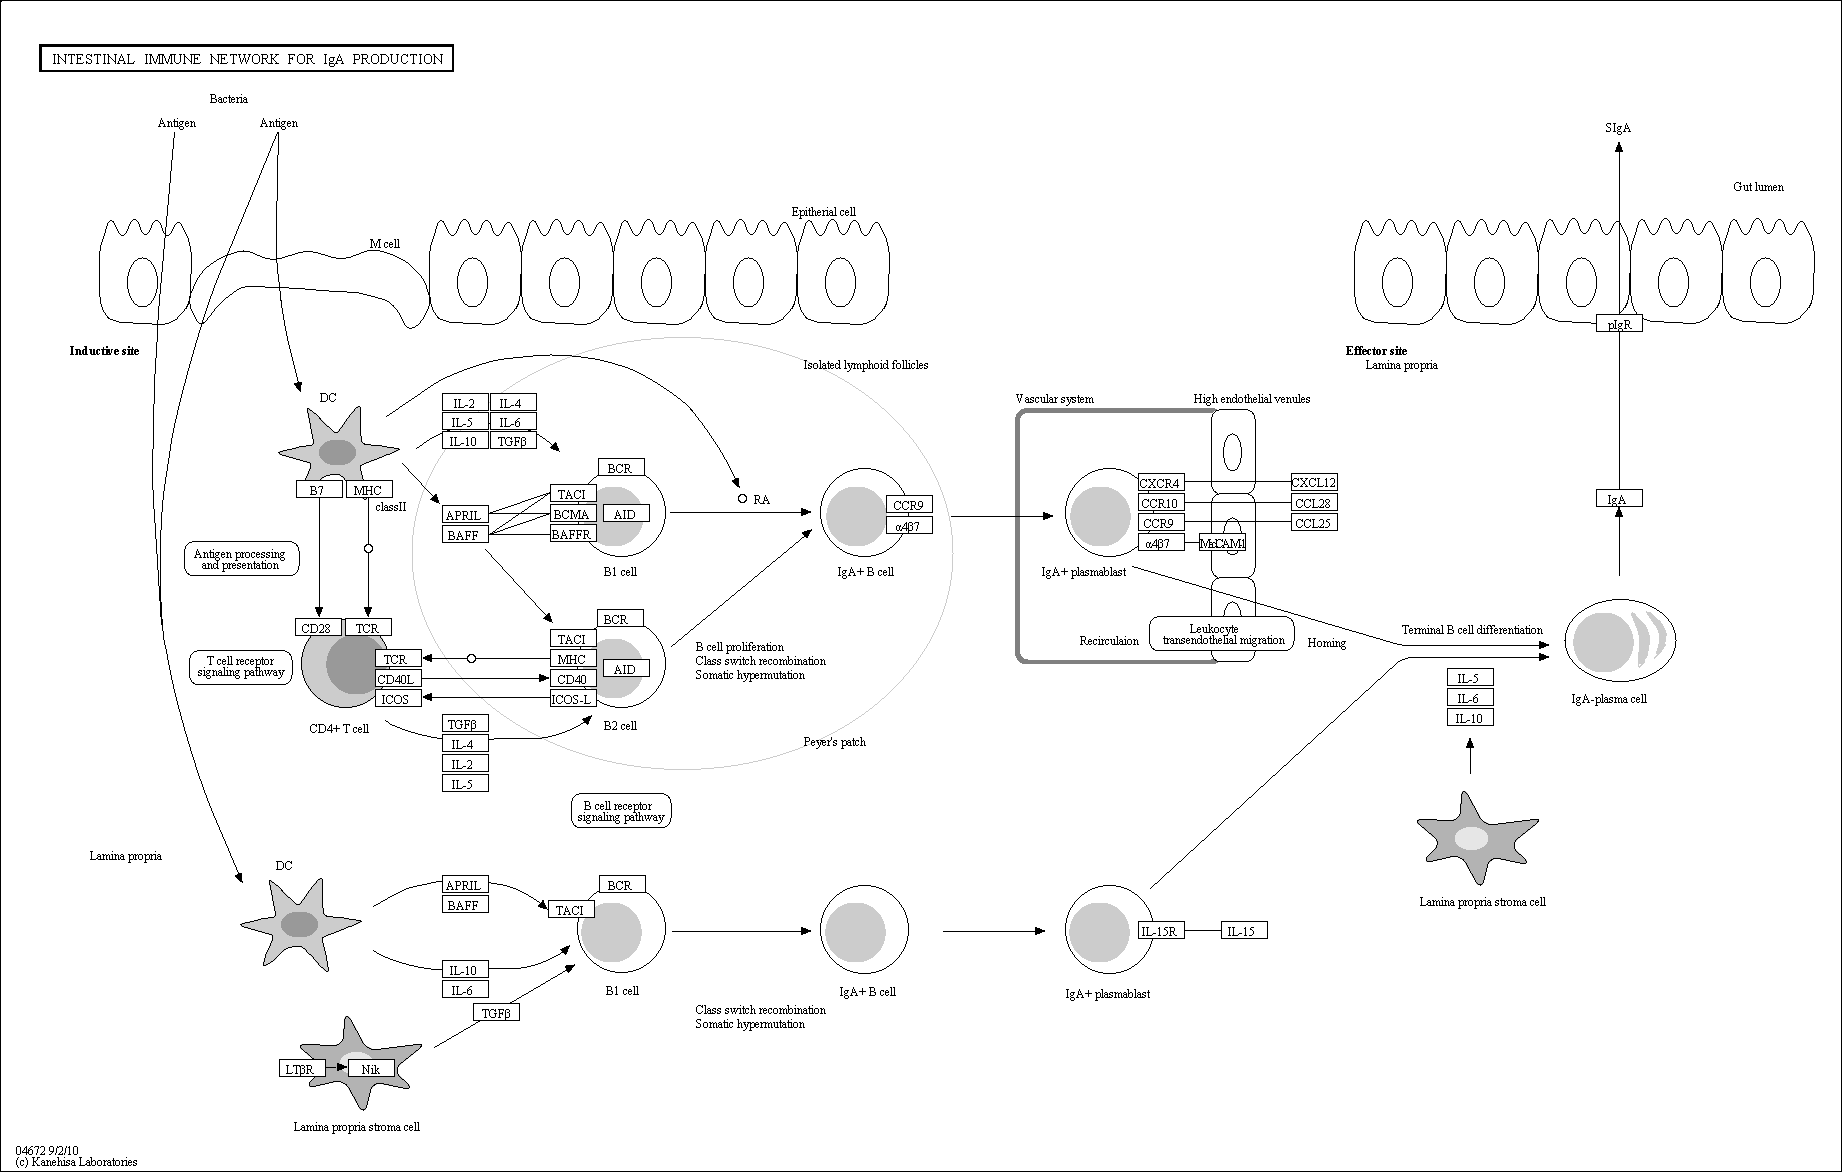 INTESTINAL IMMUNE NETWORK FOR IgA PRODUCTION
Bacteria
Antigen
Antigen
SIgA
Gut lumen
Epitherial cell
M cell
pIgR
Inductive site
Effector site
Lamina propria
Isolated lymphoid follicles
DC
IL-2
IL-4
IL-5
IL-6
IL-10
TGFβ
B7
MHC
classII
APRIL
BAFF
BCR
TACI
BCMA
BAFFR
AID
B1 cell
RA
CCR9
α4β7
IgA+ B cell
Vascular system
High endothelial venules
CXCR4
CXCL12
CCR10
CCL28
CCR9
CCL25
α4β7
MadCAM1
IgA+ plasmablast
IgA
Antigen processing
and presentation
CD28
TCR
T cell receptor
signaling pathway
TCR
CD40L
ICOS
CD4+ T cell
BCR
TACI
MHC
CD40
ICOS-L
AID
B2 cell
B cell proliferation
Class switch recombination
Somatic hypermutation
TGFβ
IL-4
IL-2
IL-5
Peyer's patch
Recirculaion
Leukocyte
transendothelial migration
Homing
Terminal B cell differentiation
IL-5
IL-6
IL-10
IgA-plasma cell
Lamina propria stroma cell
B cell receptor
signaling pathway
Lamina propria
DC
APRIL
BAFF
BCR
TACI
IL-10
IL-6
TGFβ
B1 cell
Class switch recombination
Somatic hypermutation
IgA+ B cell
IL-15R
IL-15
IgA+ plasmablast
LTβR
Nik
Lamina propria stroma cell
04672 9/2/10
(c) Kanehisa Laboratories